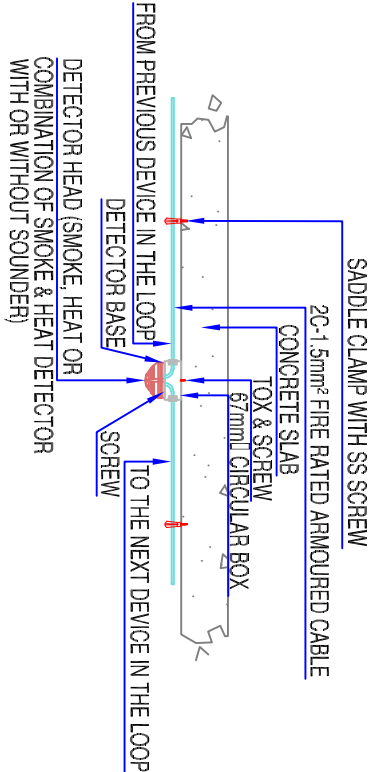 SADDLE CLAMP WITH SS SCREW
2C-1.5mm² FIRE RATED ARMOURED CABLE
CONCRETE SLAB
TOX & SCREW
67mm▯ CIRCULAR BOX
FROM PREVIOUS DEVICE IN THE LOOP
TO THE NEXT DEVICE IN THE LOOP
DETECTOR BASE
SCREW
DETECTOR HEAD (SMOKE, HEAT OR
COMBINATION OF SMOKE & HEAT DETECTOR
WITH OR WITHOUT SOUNDER)